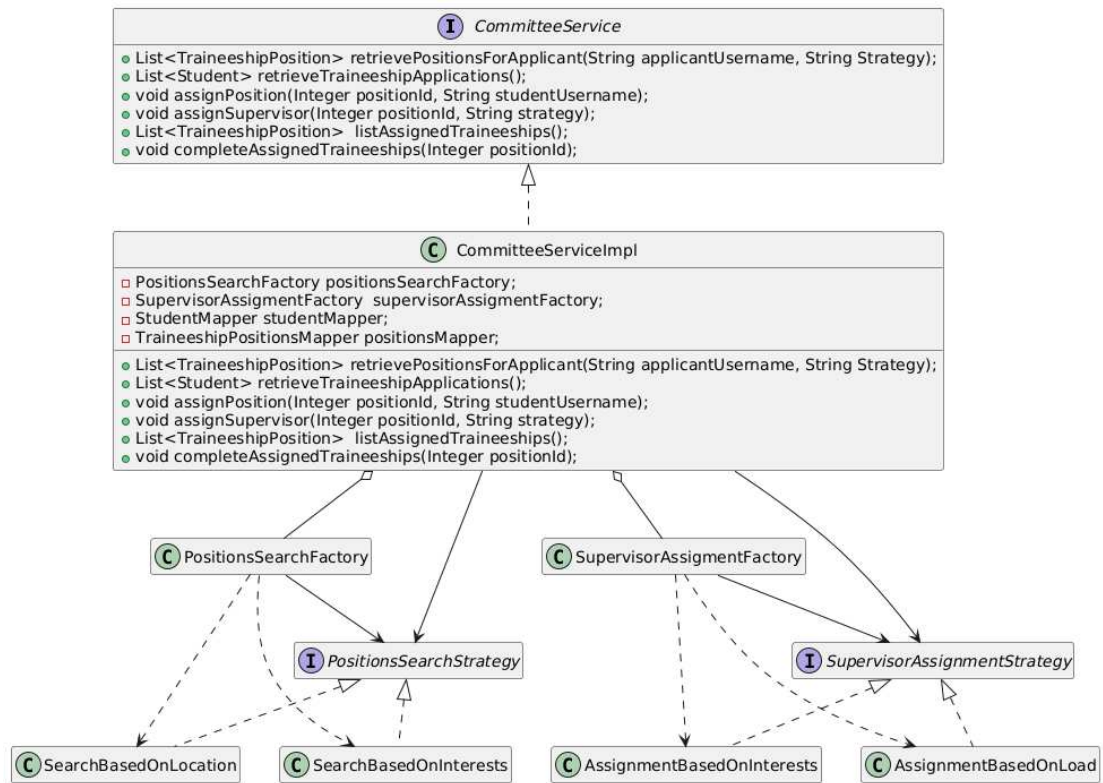 I CommitteeService
List<TraineeshipPosition> retrievePositionsForApplicant(String applicantUsername, String Strategy);
List<Student> retrieveTraineeshipApplications();
void assignPosition(Integer positionId, String studentUsername);
void assignSupervisor(Integer positionId, String strategy);
List<TraineeshipPosition>  listAssignedTraineeships();
void completeAssignedTraineeships(Integer positionId);
C CommitteeServiceImpl
PositionsSearchFactory positionsSearchFactory;
SupervisorAssigmentFactory  supervisorAssigmentFactory;
StudentMapper studentMapper;
TraineeshipPositionsMapper positionsMapper;
List<TraineeshipPosition> retrievePositionsForApplicant(String applicantUsername, String Strategy);
List<Student> retrieveTraineeshipApplications();
void assignPosition(Integer positionId, String studentUsername);
void assignSupervisor(Integer positionId, String strategy);
List<TraineeshipPosition>  listAssignedTraineeships();
void completeAssignedTraineeships(Integer positionId);
C PositionsSearchFactory
C SupervisorAssigmentFactory
I PositionsSearchStrategy
I SupervisorAssignmentStrategy
C SearchBasedOnLocation
C SearchBasedOnInterests
C AssignmentBasedOnInterests
C AssignmentBasedOnLoad